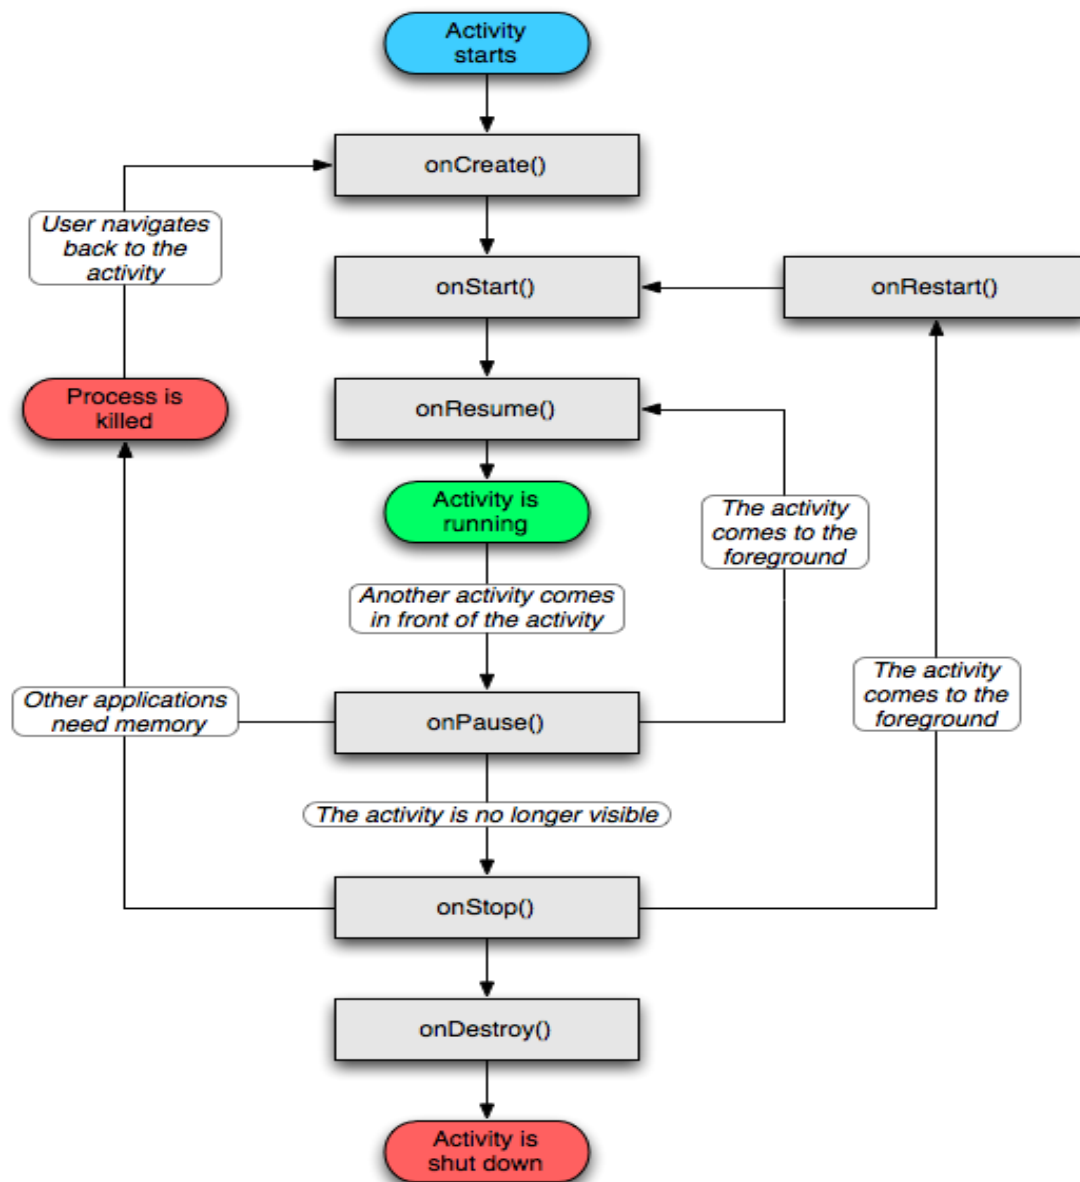 Activity
starts
onCreate()
User navigates
back to the
activity
onStart()
onRestart()
Process is
killed
onResume()
Activity is
running
The activity
comes to the
foreground
Another activity comes
in front of the activity
The activity
comes to the
foreground
Other applications
need memory
onPause()
The activity is no longer visible
onStop()
onDestroy()
Activity is
shut down